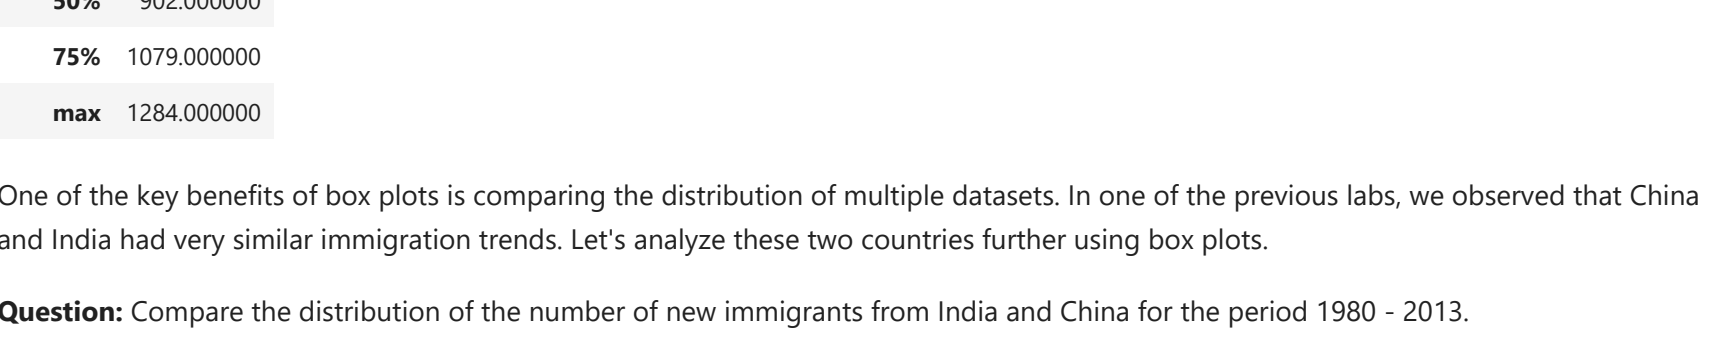 50% 902.000000
75% 1079.000000
max 1284.000000
One of the key benefits of box plots is comparing the distribution of multiple datasets. In one of the previous labs, we observed that China
and India had very similar immigration trends. Let's analyze these two countries further using box plots.
Question: Compare the distribution of the number of new immigrants from India and China for the period 1980 - 2013.